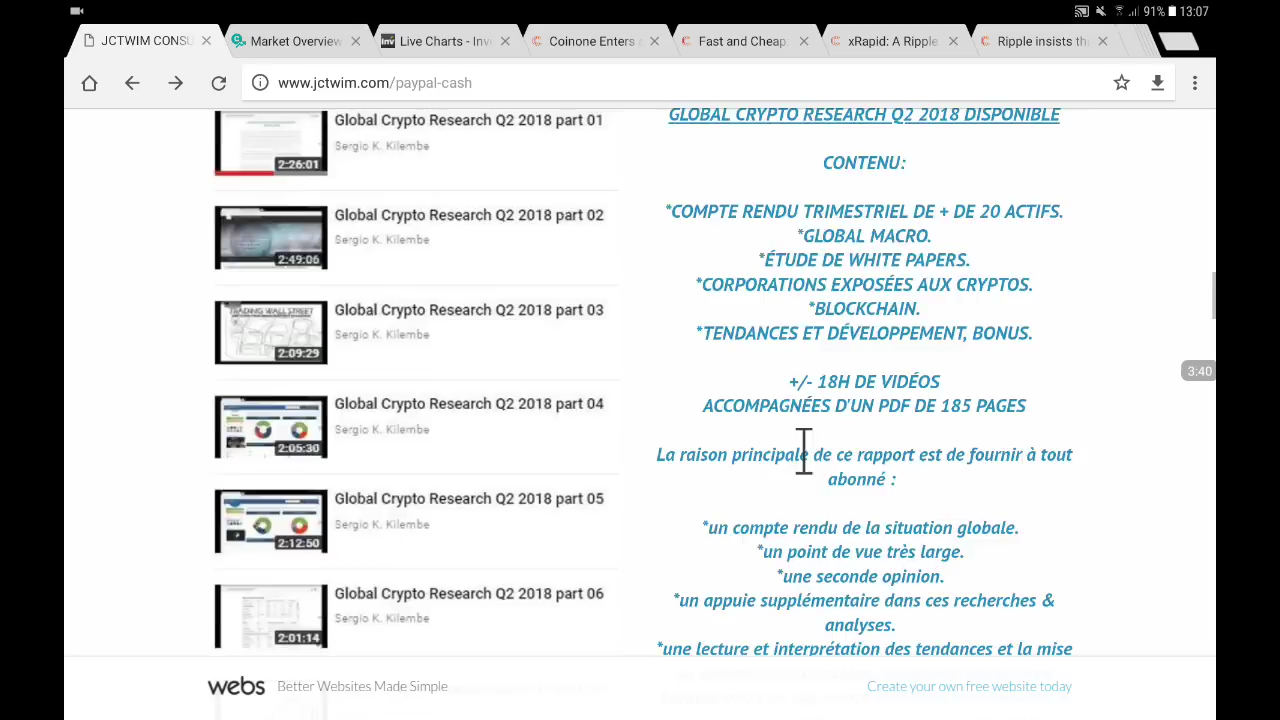 91% 13:07
JCTWIM CONSU
Market Overview
Live Charts - Inve
Coinone Enters
Fast and Cheap:
xRapid: A Ripple
Ripple insists th
www.jctwim.com/paypal-cash
Global Crypto Research Q2 2018 part 01
Sergio K. Kilembe
2:26:01
Global Crypto Research Q2 2018 part 02
Sergio K. Kilembe
2:49:06
Global Crypto Research Q2 2018 part 03
Sergio K. Kilembe
TRADING WALL STREET
2:09:29
Global Crypto Research Q2 2018 part 04
Sergio K. Kilembe
2:05:30
Global Crypto Research Q2 2018 part 05
Sergio K. Kilembe
2:12:50
Global Crypto Research Q2 2018 part 06
Sergio K. Kilembe
2:01:14
GLOBAL CRYPTO RESEARCH Q2 2018 DISPONIBLE
CONTENU:
*COMPTE RENDU TRIMESTRIEL DE + DE 20 ACTIFS.
*GLOBAL MACRO.
*ÉTUDE DE WHITE PAPERS.
*CORPORATIONS EXPOSÉES AUX CRYPTOS.
*BLOCKCHAIN.
*TENDANCES ET DÉVELOPPEMENT, BONUS.
+/- 18H DE VIDÉOS
ACCOMPAGNÉES D'UN PDF DE 185 PAGES
La raison principale de ce rapport est de fournir à tout
abonné :
*un compte rendu de la situation globale.
*un point de vue très large.
*une seconde opinion.
*un appuie supplémentaire dans ces recherches &
analyses.
*une lecture et interprétation des tendances et la mise
3:40
webs Better Websites Made Simple
Create your own free website today